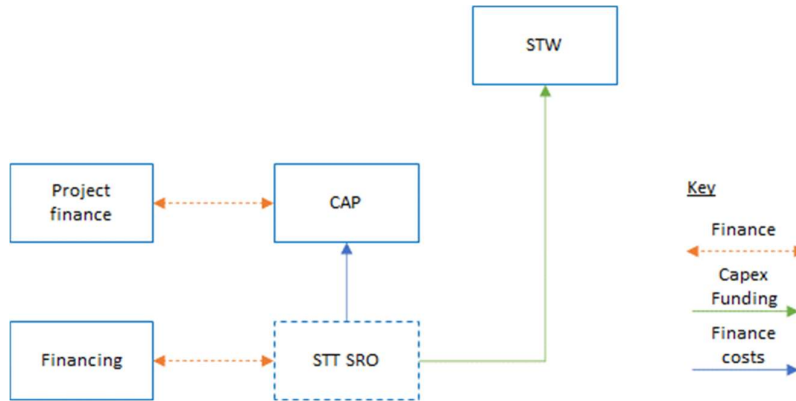 STW
Project
finance
CAP
Key
Finance
Capex
Funding
Financing
STT SRO
Finance
costs